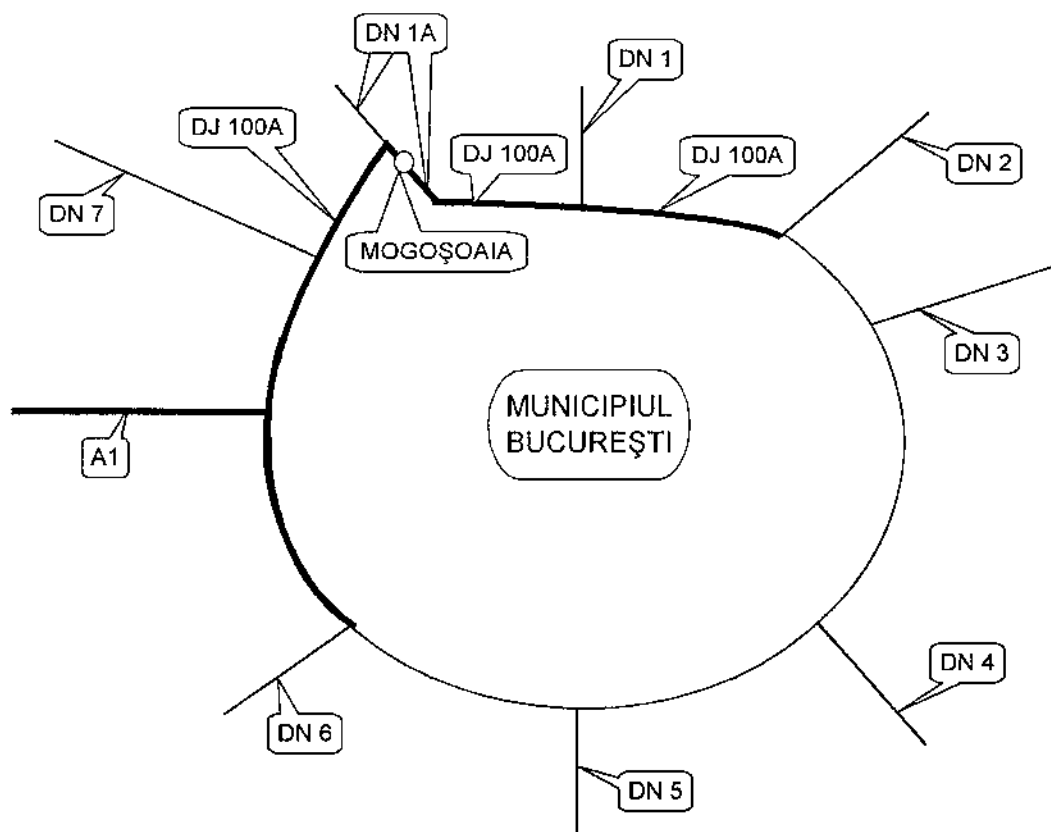 DN 1A
DN 1
DJ 100A
DJ 100A
DJ 100A
DN 2
DN 7
MOGOŞOAIA
DN 3
MUNICIPIUL
BUCUREŞTI
A1
DN 4
DN 6
DN 5